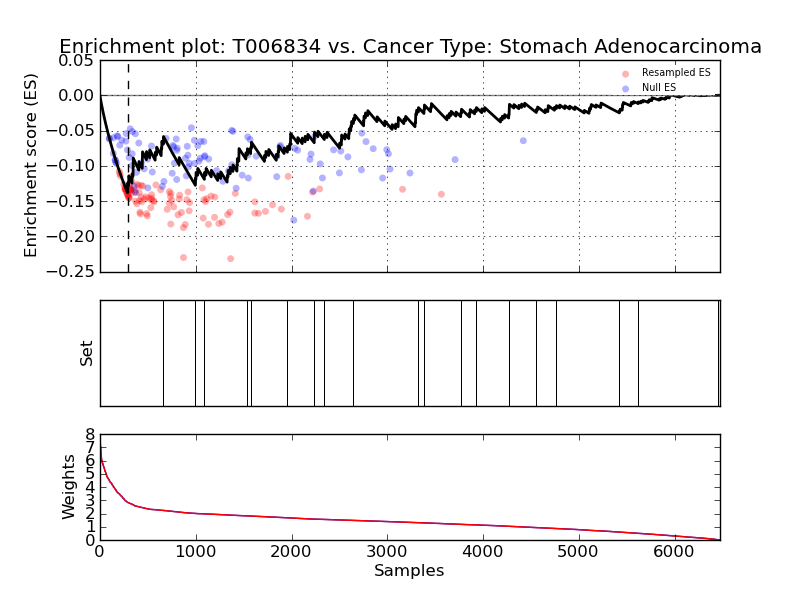 Enrichment plot: T006834 vs. Cancer Type: Stomach Adenocarcinoma
0.05
0.00
−0.05
−0.10
−0.15
−0.20
−0.25
Enrichment score (ES)
Resampled ES
Null ES
Set
8
7
6
5
4
3
2
1
0
Weights
0 1000 2000 3000 4000 5000 6000
Samples